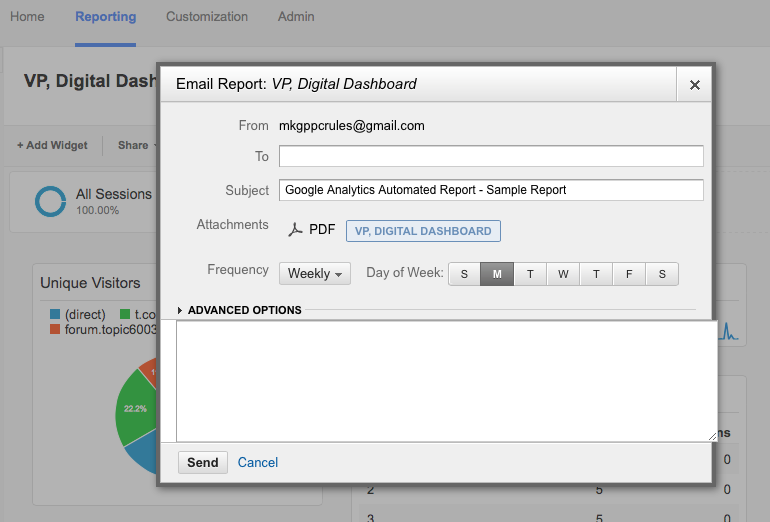 Home Reporting Customization Admin
VP, Digital Dash
Email Report: VP, Digital Dashboard
+ Add Widget Share
From mkgppcrules@gmail.com
To
Subject Google Analytics Automated Report - Sample Report
All Sessions
100.00%
Attachments PDF VP, DIGITAL DASHBOARD
Frequency Weekly Day of Week: S M T W T F S
ADVANCED OPTIONS
Unique Visitors
(direct) t.co
forum.topic6003
22.2%
ns
0
Send Cancel
2 5 0
3 5 0